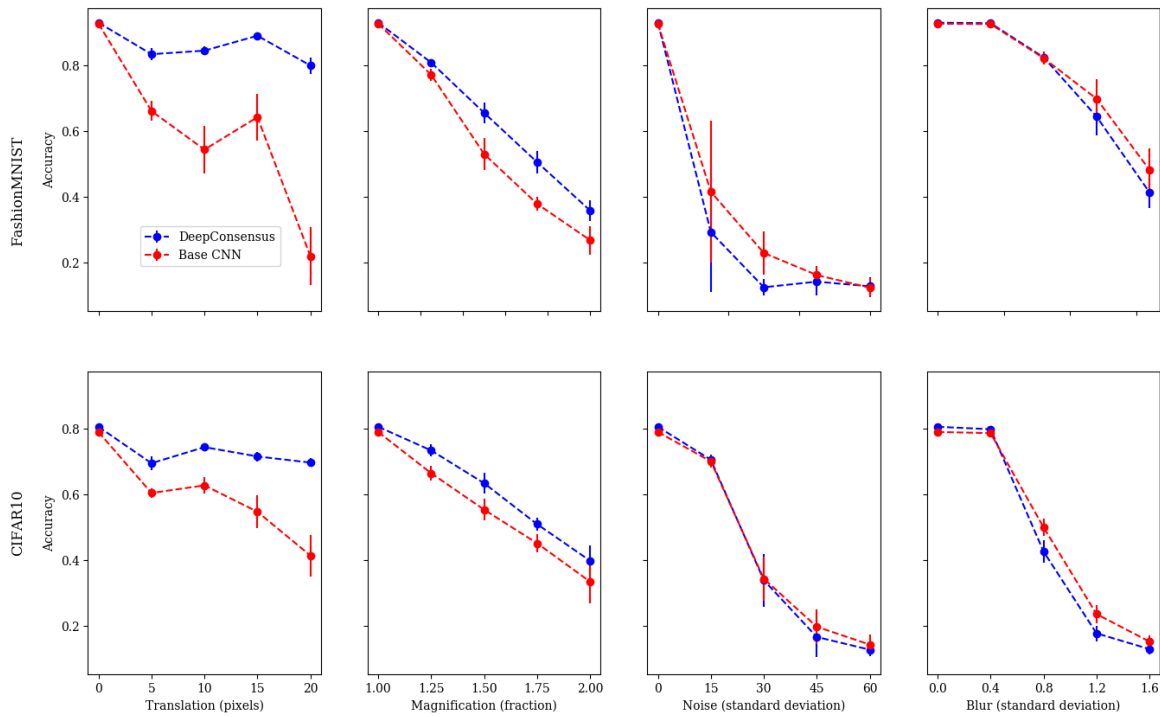 FashionMNIST
Accuracy
0.8
0.6
0.4
0.2
DeepConsensus
Base CNN
CIFAR10
Accuracy
0.8
0.6
0.4
0.2
0 5 10 15 20
Translation (pixels)
1.00 1.25 1.50 1.75 2.00
Magnification (fraction)
0 15 30 45 60
Noise (standard deviation)
0.0 0.4 0.8 1.2 1.6
Blur (standard deviation)